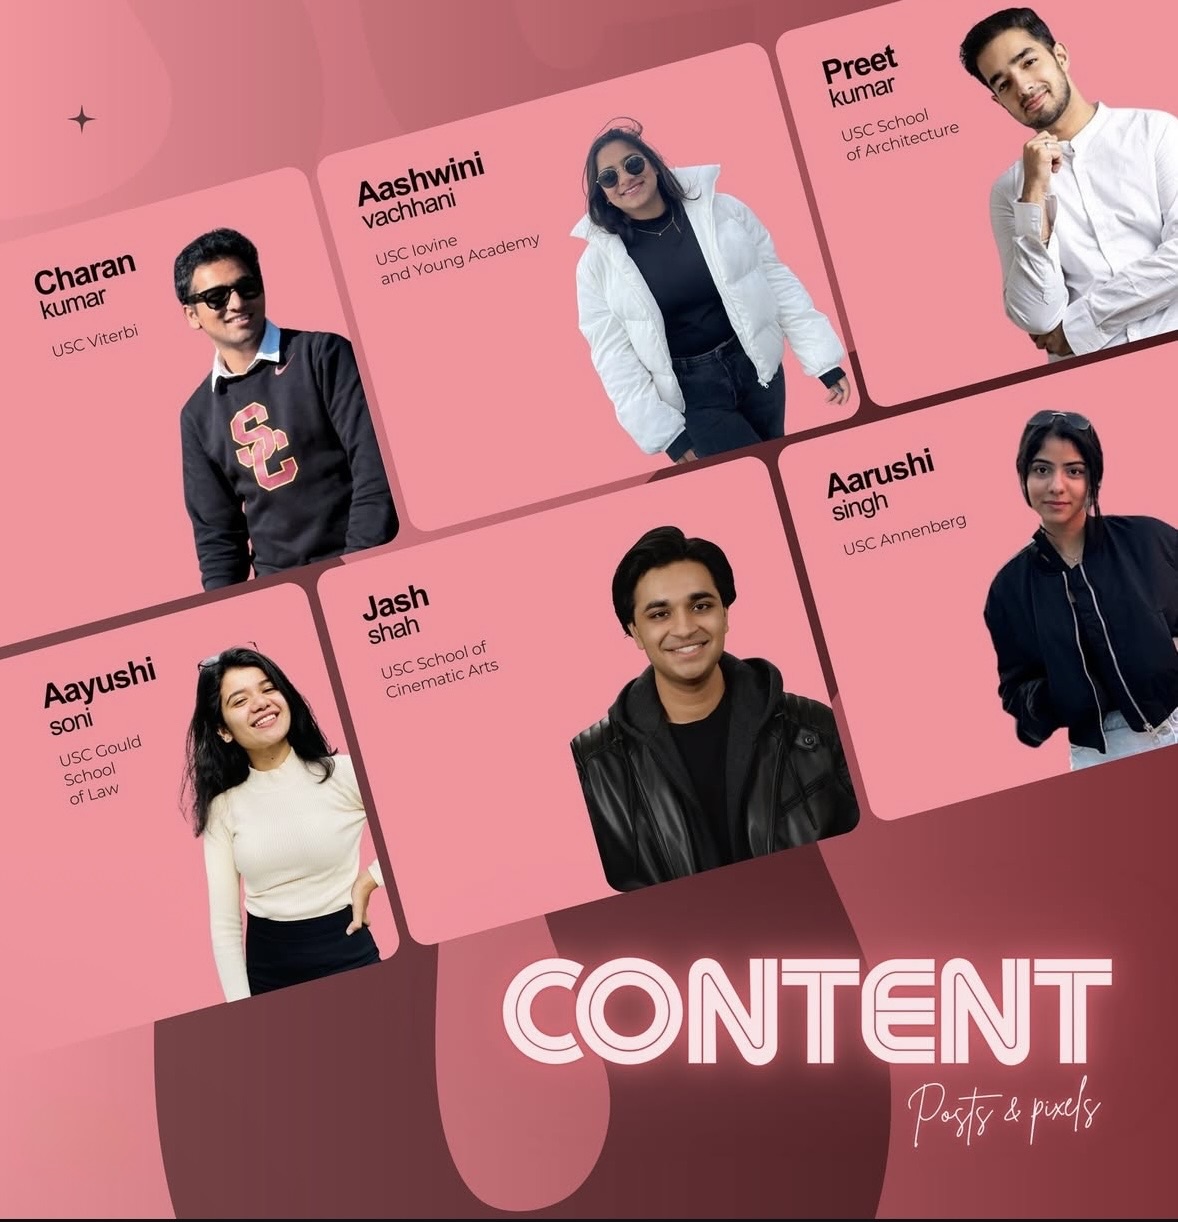 Preet
kumar
USC School
of Architecture
Aashwini
vachhani
USC Iovine
and Young Academy
Charan
kumar
USC Viterbi
SC
Aarushi
singh
USC Annenberg
Jash
shah
USC School of
Cinematic Arts
Aayushi
soni
USC Gould
School
of Law
CONTENT
Posts & pixels